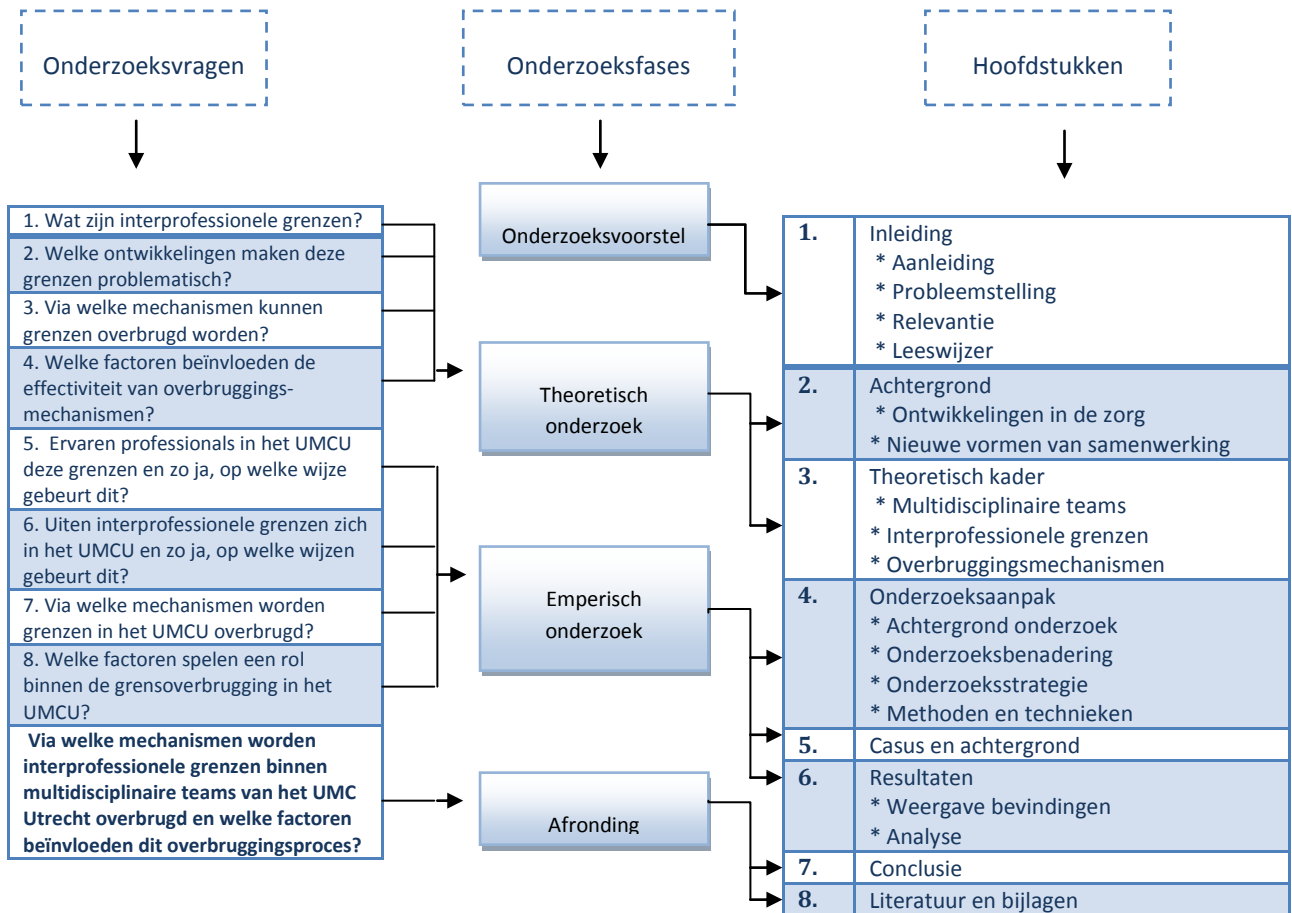 Onderzoeksvragen
Onderzoeksfases
Hoofdstukken
1. Wat zijn interprofessionele grenzen?
2. Welke ontwikkelingen maken deze
grenzen problematisch?
3. Via welke mechanismen kunnen
grenzen overbrugd worden?
4. Welke factoren beïnvloeden de
effectiviteit van overbruggings-
mechanismen?
5. Ervaren professionals in het UMCU
deze grenzen en zo ja, op welke wijze
gebeurt dit?
6. Uiten interprofessionele grenzen zich
in het UMCU en zo ja, op welke wijzen
gebeurt dit?
7. Via welke mechanismen worden
grenzen in het UMCU overbrugd?
8. Welke factoren spelen een rol
binnen de grensoverbrugging in het
UMCU?
Via welke mechanismen worden
interprofessionele grenzen binnen
multidisciplinaire teams van het UMC
Utrecht overbrugd en welke factoren
beïnvloeden dit overbruggingsproces?
Onderzoeksvoorstel
Theoretisch
onderzoek
Emperisch
onderzoek
Afronding
1. Inleiding
* Aanleiding
* Probleemstelling
* Relevantie
* Leeswijzer
2. Achtergrond
* Ontwikkelingen in de zorg
* Nieuwe vormen van samenwerking
3. Theoretisch kader
* Multidisciplinaire teams
* Interprofessionele grenzen
* Overbruggingsmechanismen
4. Onderzoeksaanpak
* Achtergrond onderzoek
* Onderzoeksbenadering
* Onderzoeksstrategie
* Methoden en technieken
5. Casus en achtergrond
6. Resultaten
* Weergave bevindingen
* Analyse
7. Conclusie
8. Literatuur en bijlagen